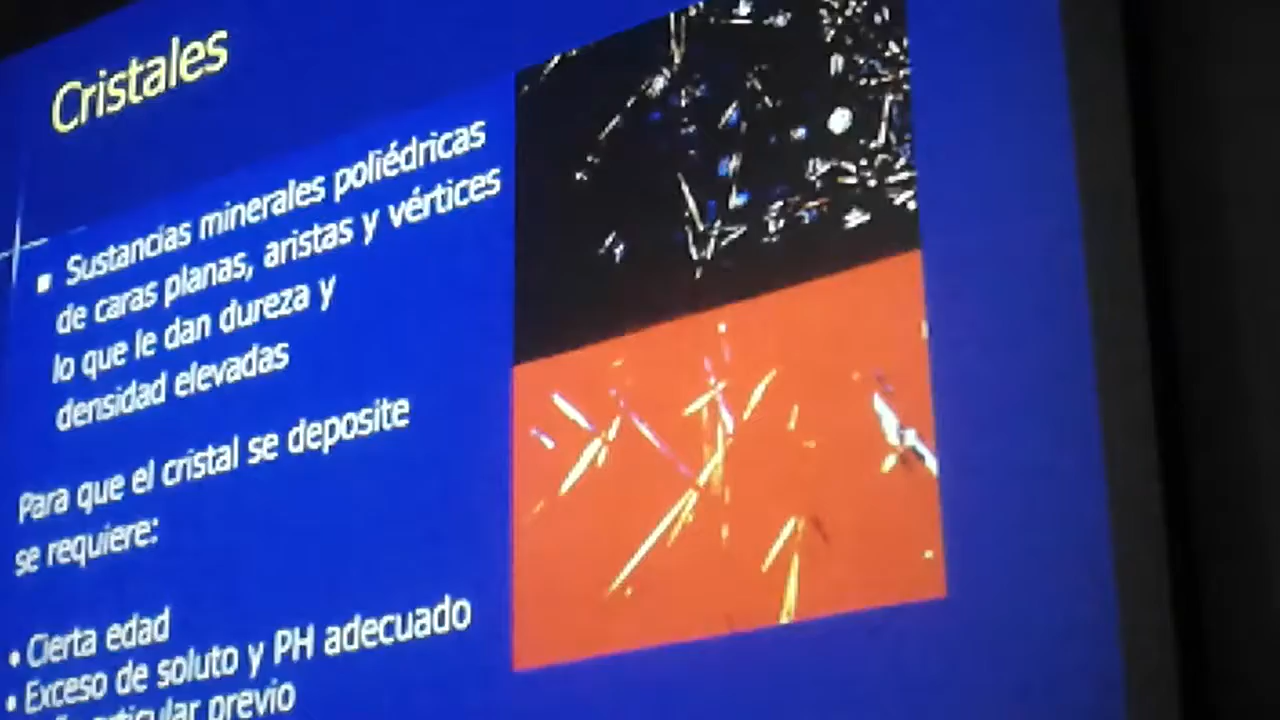 Cristales
Sustancias minerales poliédricas
de caras planas, aristas y vértices
lo que le dan dureza y
densidad elevadas
Para que el cristal se deposite
se requiere:
• Cierta edad
• Exceso de soluto y PH adecuado
articular previo